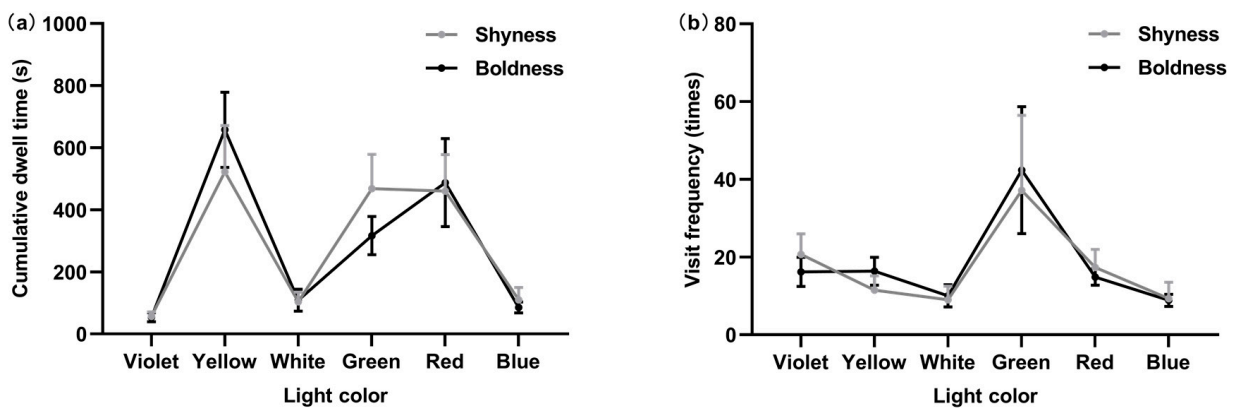 (a)
Cumulative dwell time (s)
1000
800
600
400
200
0
Shyness
Boldness
Violet Yellow White Green Red Blue
Light color
(b)
Visit frequency (times)
80
60
40
20
0
Shyness
Boldness
Violet Yellow White Green Red Blue
Light color